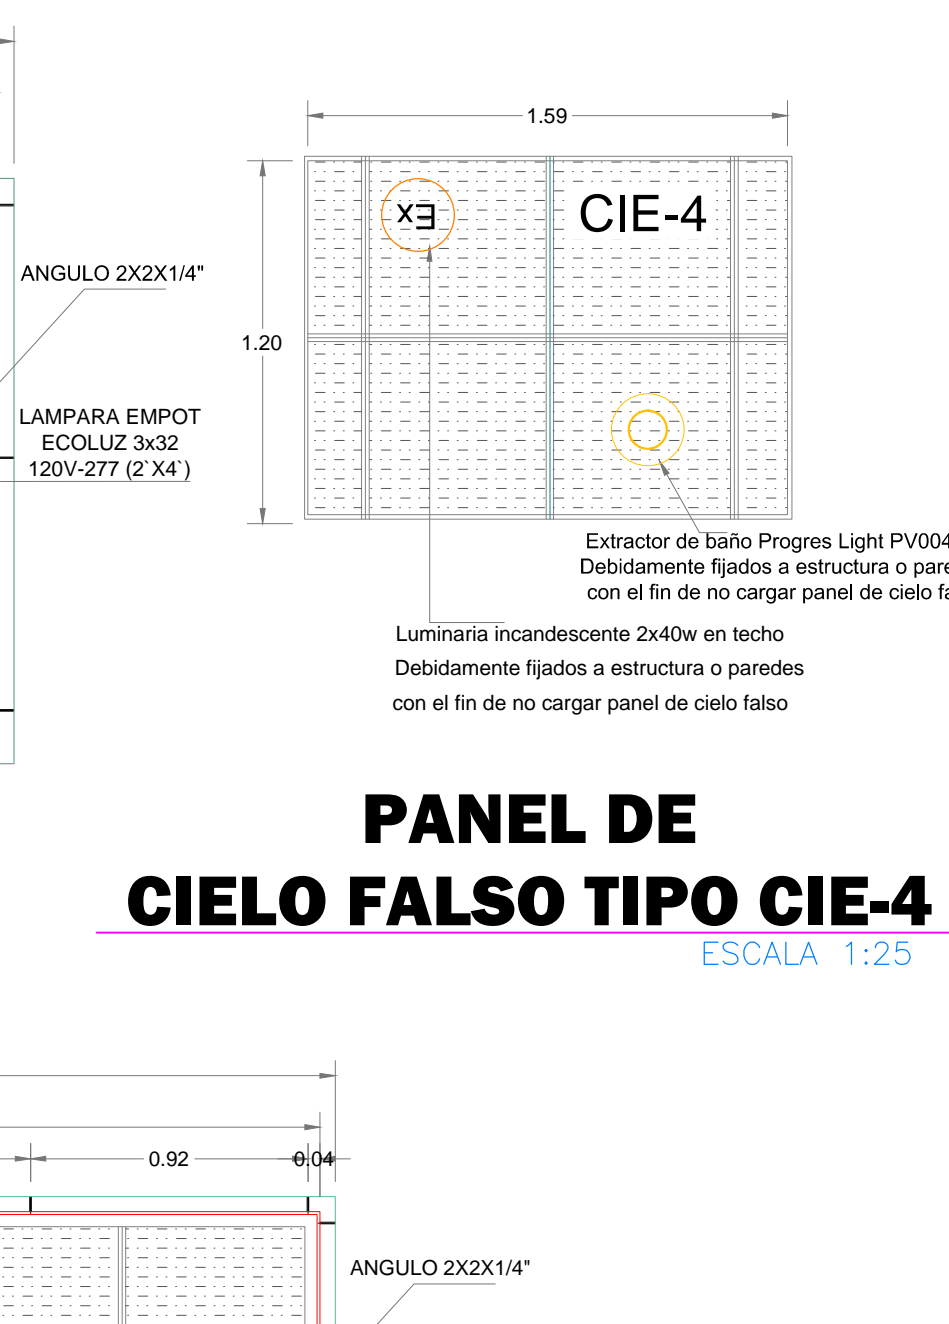 1.59
CIE-4
Ex
1.20
ANGULO 2X2X1/4"
LAMPARA EMPOT
ECOLUZ 3x32
120V-277 (2`X4`)
Extractor de baño Progres Light PV004
Debidamente fijados a estructura o pare
con el fin de no cargar panel de cielo fa
Luminaria incandescente 2x40w en techo
Debidamente fijados a estructura o paredes
con el fin de no cargar panel de cielo falso
PANEL DE
CIELO FALSO TIPO CIE-4
ESCALA 1:25
0.92
0.04
ANGULO 2X2X1/4"